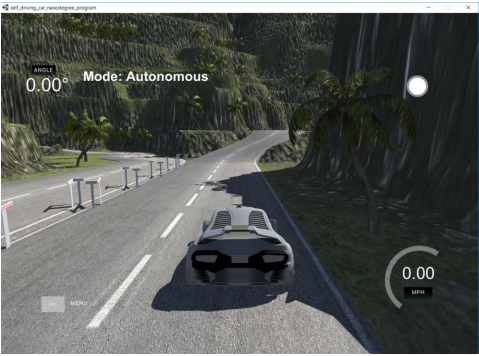 self_driving_car_nanodegree_program
ANGLE
0.00°
Mode: Autonomous
0.00
MPH
MENU